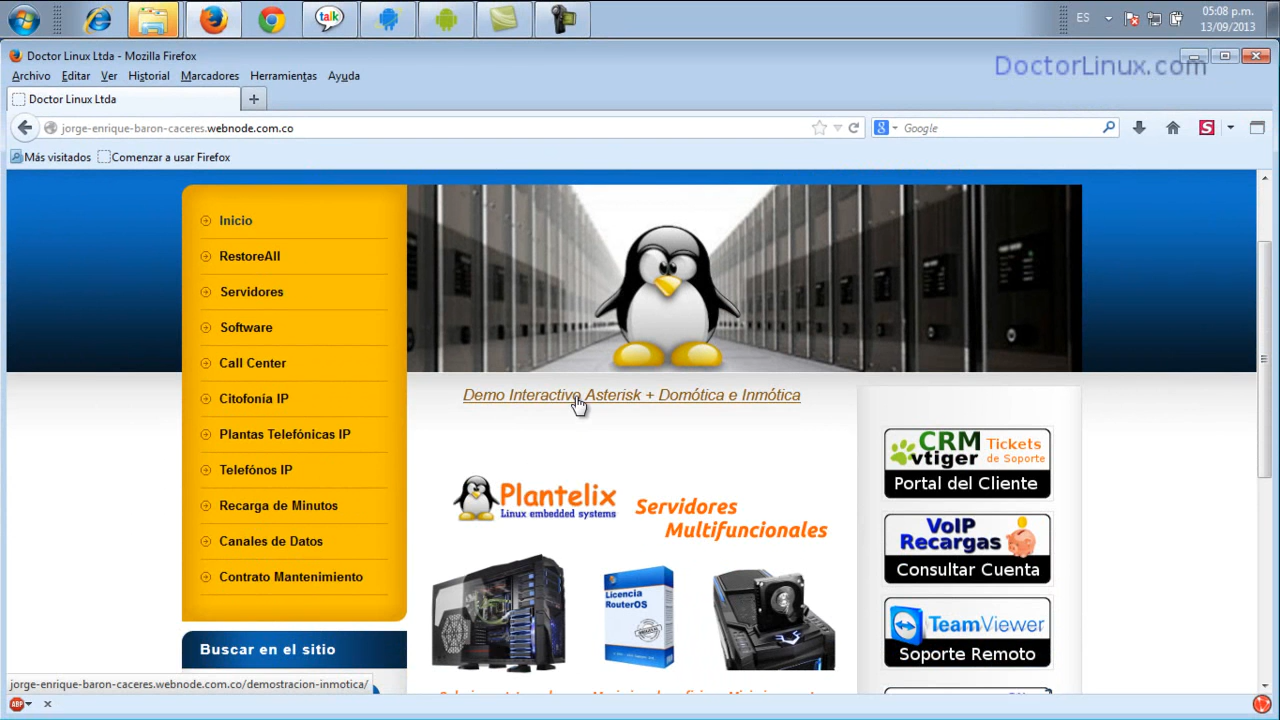 ES
05:08 p.m.
13/09/2013
talk
Doctor Linux Ltda - Mozilla Firefox
DoctorLinux.com
Archivo Editar Ver Historial Marcadores Herramientas Ayuda
Doctor Linux Ltda
jorge-enrique-baron-caceres.webnode.com.co
Google
Más visitados Comenzar a usar Firefox
Inicio
RestoreAll
Servidores
Software
Call Center
Citofonía IP
Plantas Telefónicas IP
Telefónos IP
Recarga de Minutos
Canales de Datos
Contrato Mantenimiento
Buscar en el sitio
Demo Interactivo Asterisk + Domótica e Inmótica
Plantelix
Linux embedded systems
Servidores
Multifuncionales
Licencia
RouterOS
CRM
vtiger
Tickets
de Soporte
Portal del Cliente
VoIP
Recargas
Consultar Cuenta
TeamViewer
Soporte Remoto
jorge-enrique-baron-caceres.webnode.com.co/demostracion-inmotica/
ABP